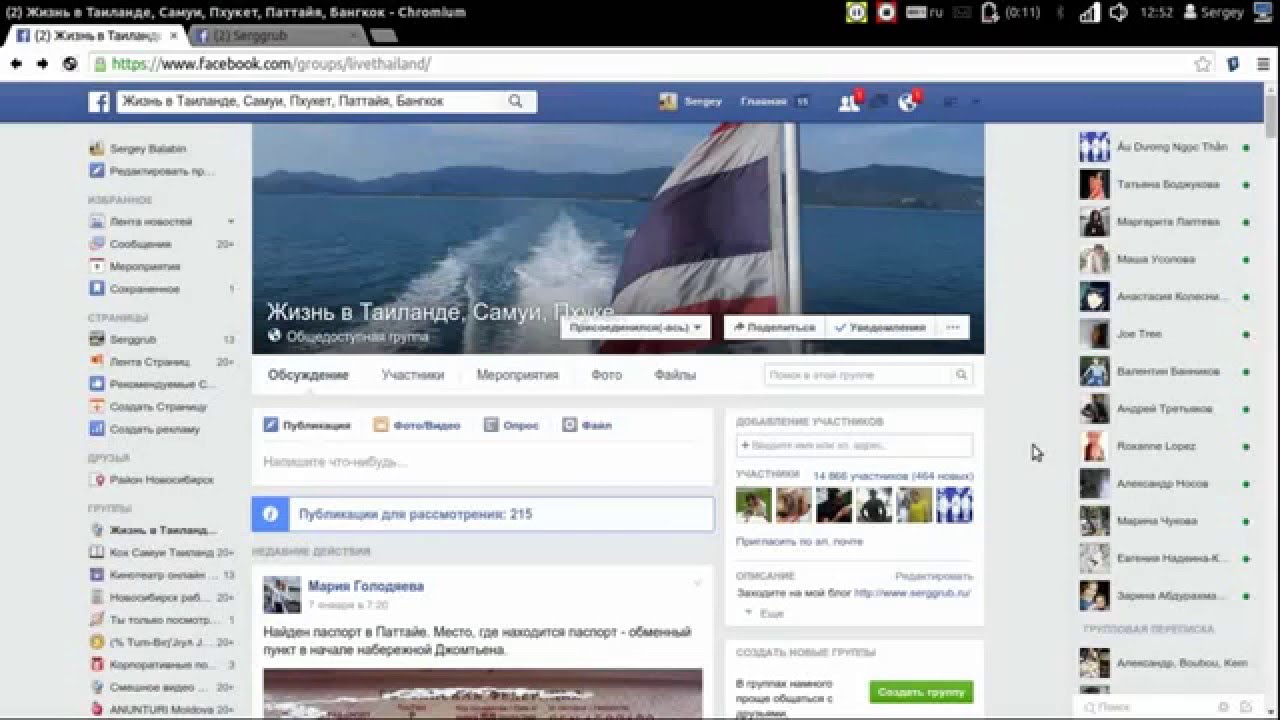 (2) Жизнь в Таиланде, Самуи, Пхукет, Паттайя, Бангкок - Chromium
ru
(0:11)
12:52
Sergey
(2) Жизнь в Таиланд
(2) Serggrub
https://www.facebook.com/groups/livethailand/
Жизнь в Таиланде, Самуи, Пхукет, Паттайя, Бангкок
Sergey
Главная
15
1
1
Sergey Balabin
Редактировать пр...
ИЗБРАННОЕ
Лента новостей
Сообщения 20+
Мероприятия
Сохраненное 1
СТРАНИЦЫ
Serggrub 13
Лента Страниц 20+
Рекомендуемые С...
Создать Страницу
Создать рекламу
ДРУЗЬЯ
Район Новосибирск
ГРУППЫ
Жизнь в Таиланд...
Кох Самуи Таиланд 20+
Кинотеатр онлайн ... 13
Новосибирск раб... 20+
Ты только посмотр... 1
20+
Корпоративные по... 3
Смешное видео ... 20+
ANUNTURI Moldova 20+
Жизнь в Таиланде, Самуи, Пхуке...
Общедоступная группа
Присоединился(-ась)
Поделиться
Уведомления
Обсуждение
Участники
Мероприятия
Фото
Файлы
Поиск в этой группе
Публикация
Фото/Видео
Опрос
Файл
Напишите что-нибудь...
Публикации для рассмотрения: 215
НЕДАВНИЕ ДЕЙСТВИЯ
Мария Голодяева
7 января в 7:20
Найден паспорт в Паттайе. Место, где находится паспорт - обменный
пункт в начале набережной Джомтьена.
ДОБАВЛЕНИЕ УЧАСТНИКОВ
+ Введите имя или эл. адрес..
УЧАСТНИКИ
14 866 участников (464 новых)
Пригласить по эл. почте
ОПИСАНИЕ
Редактировать
Заходите на мой блог http://www.serggrub.ru/
Еще
СОЗДАТЬ НОВЫЕ ГРУППЫ
В группах намного
проще общаться с
друзьями,
Создать группу
Âu Dương Ngọc Thần
Татьяна Боджукова
Маргарита Лаптева
Маша Усолова
Анастасия Колесни...
Joe Tree
Валентин Банников
Андрей Третьяков
Roxanne Lopez
Александр Носов
Марина Чукова
Евгения Надеина-К...
Зарина Абдурахма...
ГРУППОВАЯ ПЕРЕПИСКА
Александр, Boubou, Kem
Поиск